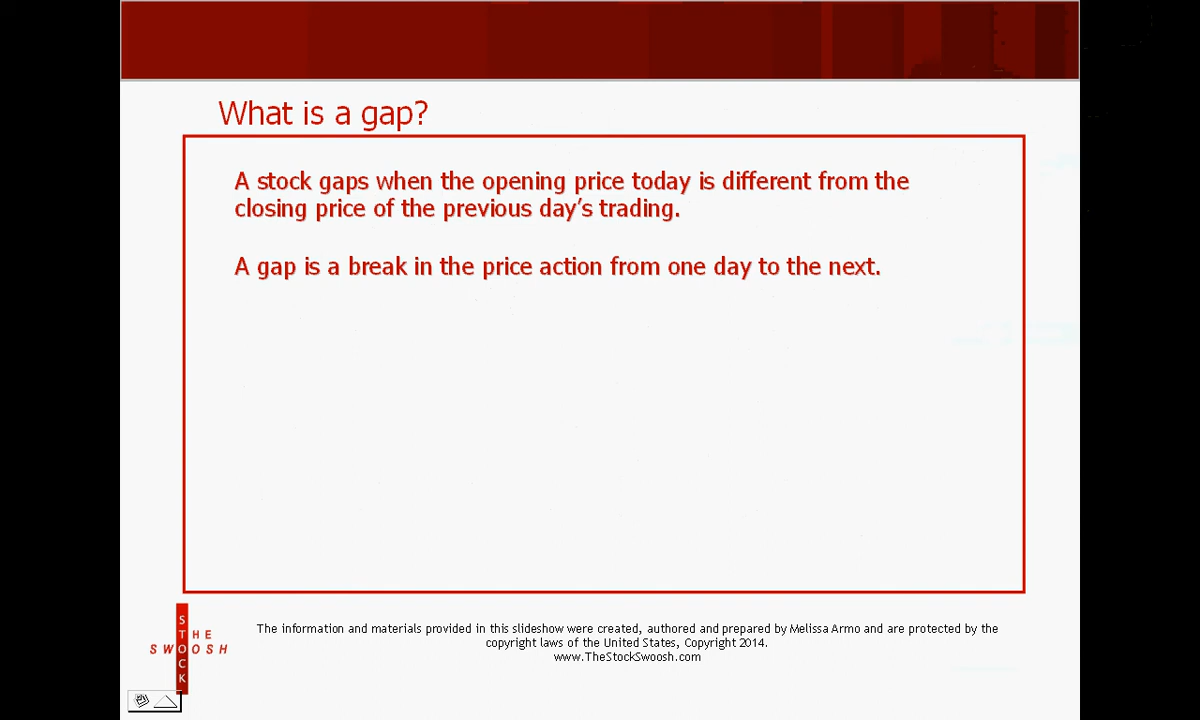 What is a gap?
A stock gaps when the opening price today is different from the
closing price of the previous day's trading.
A gap is a break in the price action from one day to the next.
THE
SWOOSH
STOCK
The information and materials provided in this slideshow were created, authored and prepared by Melissa Armo and are protected by the
copyright laws of the United States, Copyright 2014.
www.TheStockSwoosh.com